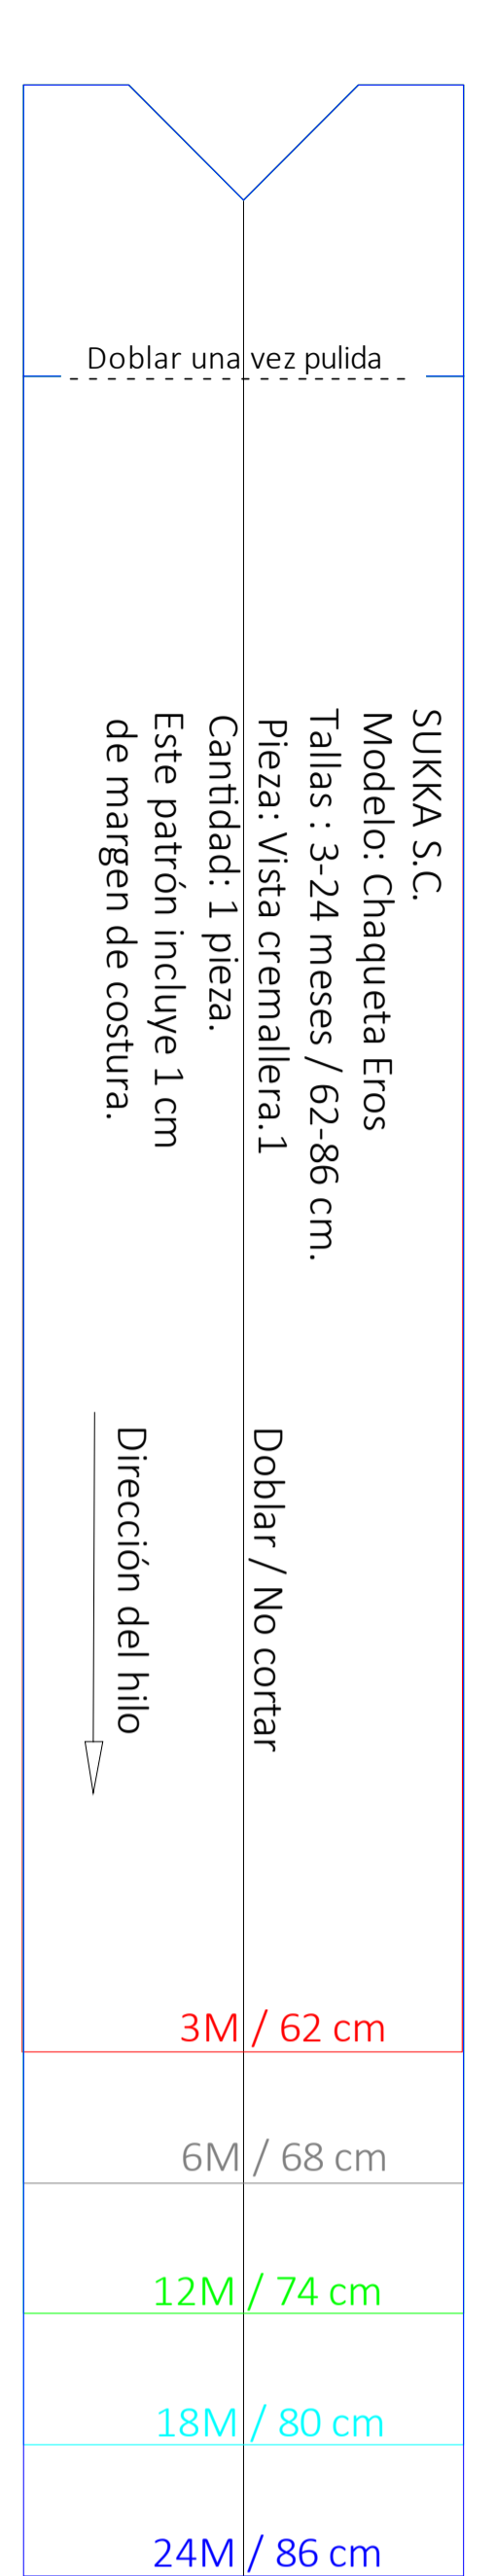 Doblar una vez pulida
SUKKA S.C.
Modelo: Chaqueta Eros
Tallas : 3-24 meses / 62-86 cm.
Pieza: Vista cremallera.1
Cantidad: 1 pieza.
Este patrón incluye 1 cm
de margen de costura.
Doblar / No cortar
Dirección del hilo
3M / 62 cm
6M / 68 cm
12M / 74 cm
18M / 80 cm
24M / 86 cm